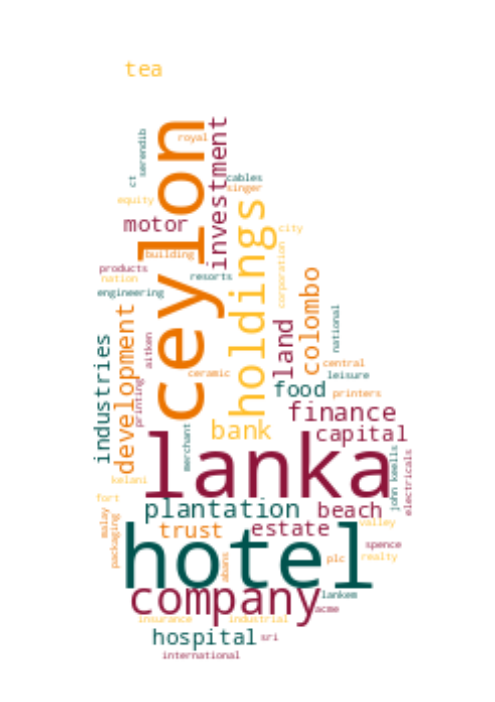 tea
royal
investment
serendib
ct
cables
singer
equity
ceylon
holdings
motor
city
building
products
nation
resorts
corporation
engineering
colombo
development
industries
national
land
aitken
central
ceramic
leisure
printing
food
printers
finance
bank
capital
merchant
lanka
john keells
electricals
kelani
fort
plantation
beach
malay
packaging
trust
estate
valley
hotel
spence
abans
plc
realty
company
lankem
acme
insurance
industrial
hospital
sri
international